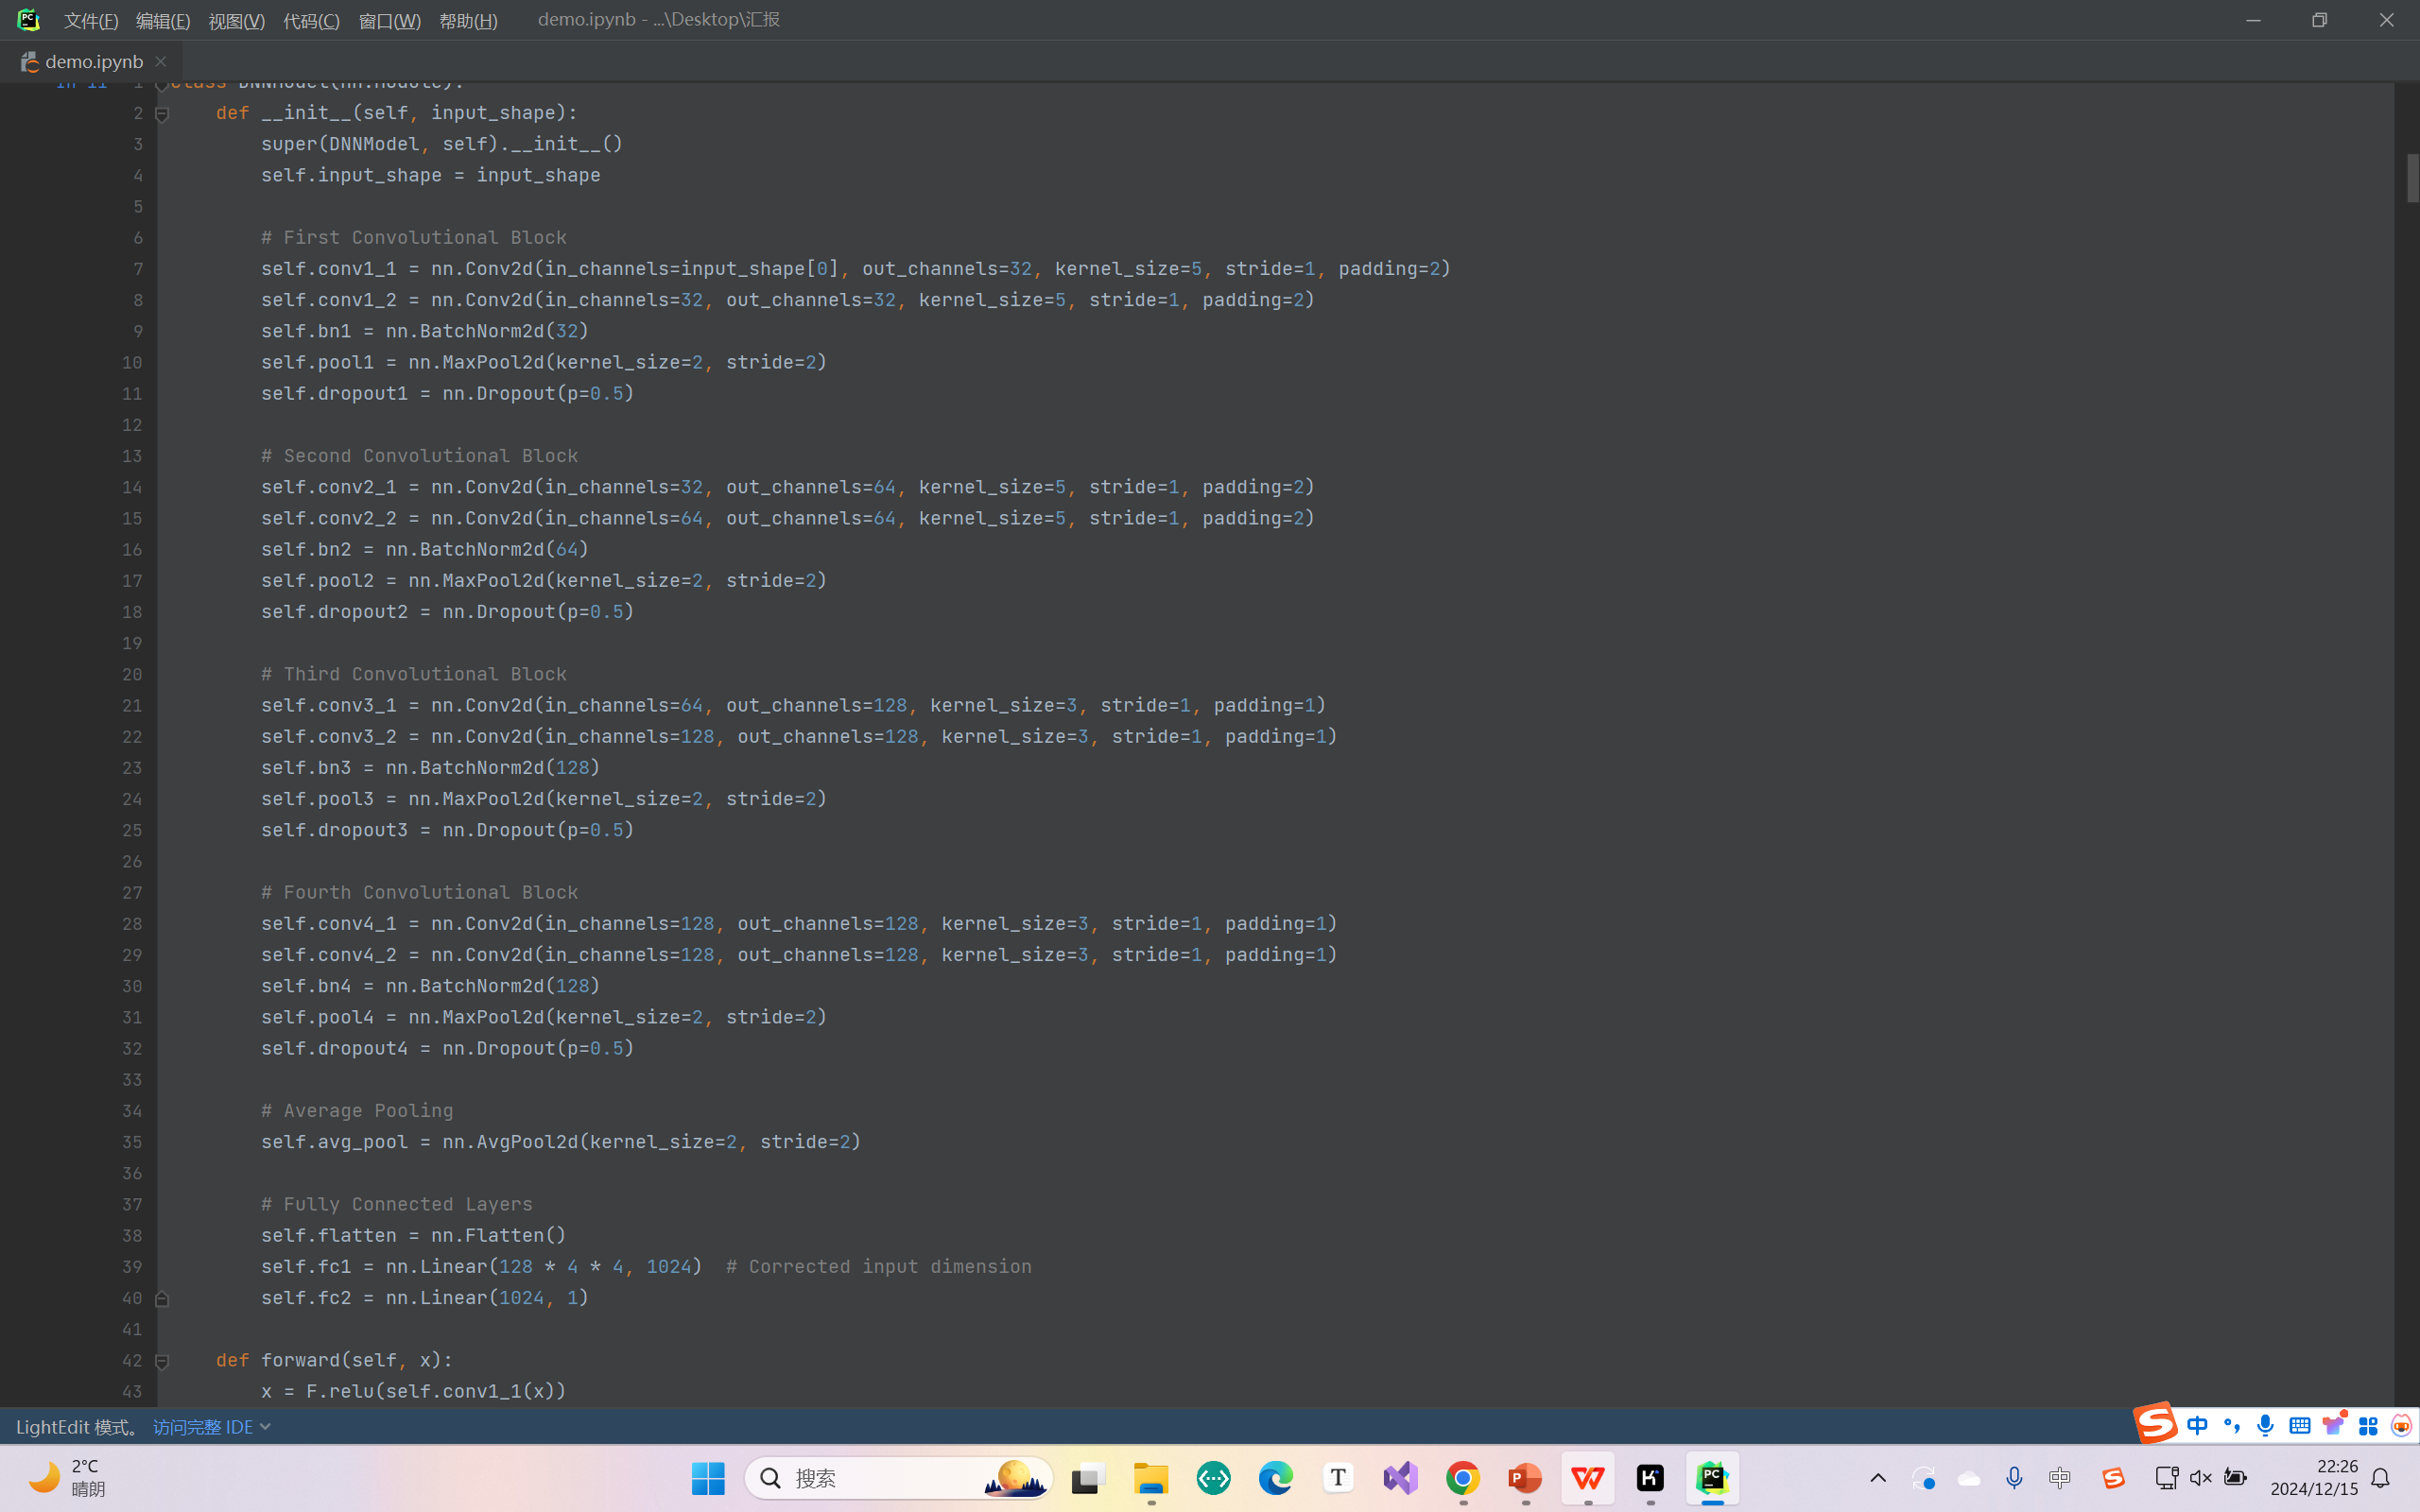 文件(F) 编辑(E) 视图(V) 代码(C) 窗口(W) 帮助(H) demo.ipynb - ...\Desktop\汇报
demo.ipynb
In 11 1 class DNNModel(nn.Module):
2 def __init__(self, input_shape):
3 super(DNNModel, self).__init__()
4 self.input_shape = input_shape
5
6 # First Convolutional Block
7 self.conv1_1 = nn.Conv2d(in_channels=input_shape[0], out_channels=32, kernel_size=5, stride=1, padding=2)
8 self.conv1_2 = nn.Conv2d(in_channels=32, out_channels=32, kernel_size=5, stride=1, padding=2)
9 self.bn1 = nn.BatchNorm2d(32)
10 self.pool1 = nn.MaxPool2d(kernel_size=2, stride=2)
11 self.dropout1 = nn.Dropout(p=0.5)
12
13 # Second Convolutional Block
14 self.conv2_1 = nn.Conv2d(in_channels=32, out_channels=64, kernel_size=5, stride=1, padding=2)
15 self.conv2_2 = nn.Conv2d(in_channels=64, out_channels=64, kernel_size=5, stride=1, padding=2)
16 self.bn2 = nn.BatchNorm2d(64)
17 self.pool2 = nn.MaxPool2d(kernel_size=2, stride=2)
18 self.dropout2 = nn.Dropout(p=0.5)
19
20 # Third Convolutional Block
21 self.conv3_1 = nn.Conv2d(in_channels=64, out_channels=128, kernel_size=3, stride=1, padding=1)
22 self.conv3_2 = nn.Conv2d(in_channels=128, out_channels=128, kernel_size=3, stride=1, padding=1)
23 self.bn3 = nn.BatchNorm2d(128)
24 self.pool3 = nn.MaxPool2d(kernel_size=2, stride=2)
25 self.dropout3 = nn.Dropout(p=0.5)
26
27 # Fourth Convolutional Block
28 self.conv4_1 = nn.Conv2d(in_channels=128, out_channels=128, kernel_size=3, stride=1, padding=1)
29 self.conv4_2 = nn.Conv2d(in_channels=128, out_channels=128, kernel_size=3, stride=1, padding=1)
30 self.bn4 = nn.BatchNorm2d(128)
31 self.pool4 = nn.MaxPool2d(kernel_size=2, stride=2)
32 self.dropout4 = nn.Dropout(p=0.5)
33
34 # Average Pooling
35 self.avg_pool = nn.AvgPool2d(kernel_size=2, stride=2)
36
37 # Fully Connected Layers
38 self.flatten = nn.Flatten()
39 self.fc1 = nn.Linear(128 * 4 * 4, 1024) # Corrected input dimension
40 self.fc2 = nn.Linear(1024, 1)
41
42 def forward(self, x):
43 x = F.relu(self.conv1_1(x))
LightEdit 模式。 访问完整 IDE
中
2°C
晴朗
搜索
22:26
2024/12/15